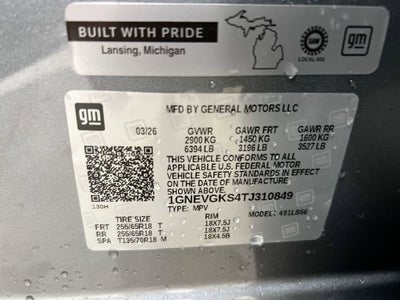 BUILT WITH PRIDE
Lansing, Michigan
UAW
LOCAL 602
gm
gm
MFD BY GENERAL MOTORS LLC
03/26 GVWR GAWR FRT GAWR RR
2900 KG 1450 KG 1600 KG
6394 LB 3196 LB 3527 LB
THIS VEHICLE CONFORMS TO ALL
APPLICABLE U.S. FEDERAL MOTOR
VEHICLE SAFETY STANDARDS IN EFFECT
ON THE DATE OF MANUFACTURE
SHOWN ABOVE.
1GNEVGKS4TJ310849
TYPE: MPV MODEL: 491LB56
TIRE SIZE RIM
FRT 255/65R18 T 18X7.5J
RR 255/65R18 T 18X7.5J
SPA T135/70R18 M 18X4.5B